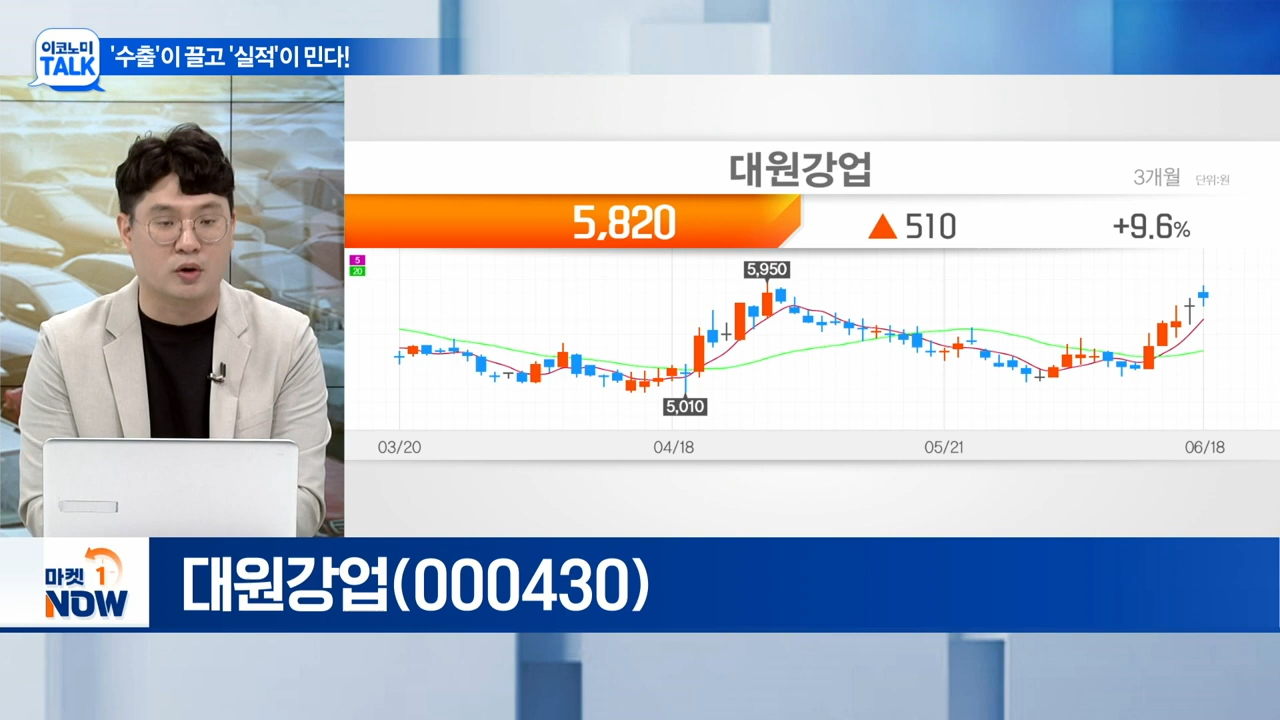 이코노미
TALK
'수출'이 끌고 '실적'이 민다!
대원강업
3개월 단위:원
5,820 ▲ 510 +9.6%
5
20
5,950
5,010
03/20 04/18 05/21 06/18
마켓 1
NOW
대원강업(000430)